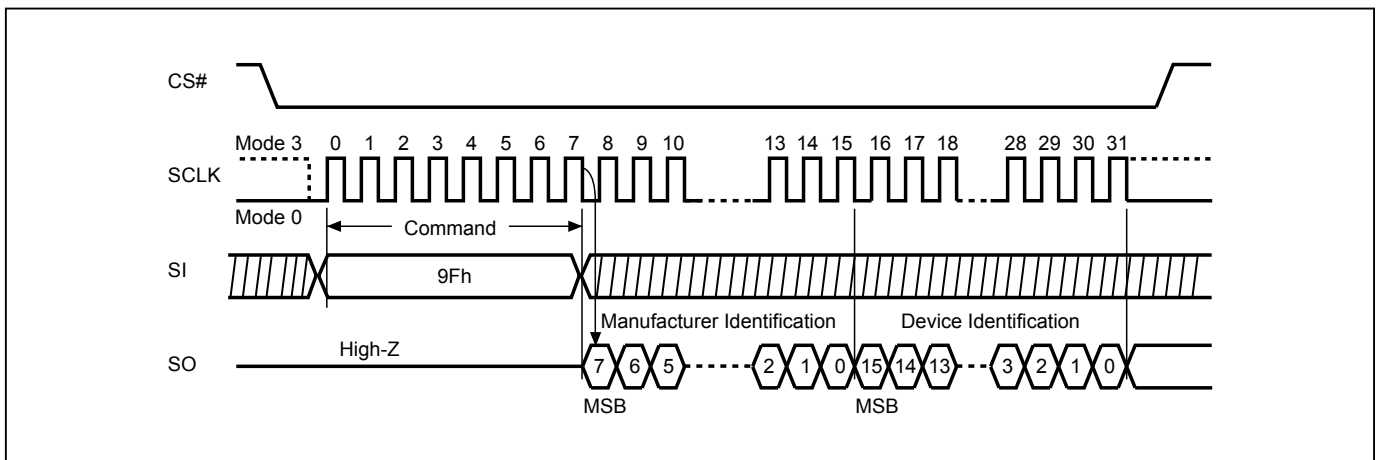 CS#
Mode 3 0 1 2 3 4 5 6 7 8 9 10 13 14 15 16 17 18 28 29 30 31
SCLK
Mode 0
Command
SI 9Fh
Manufacturer Identification Device Identification
High-Z
SO 7 6 5 2 1 0 15 14 13 3 2 1 0
MSB MSB